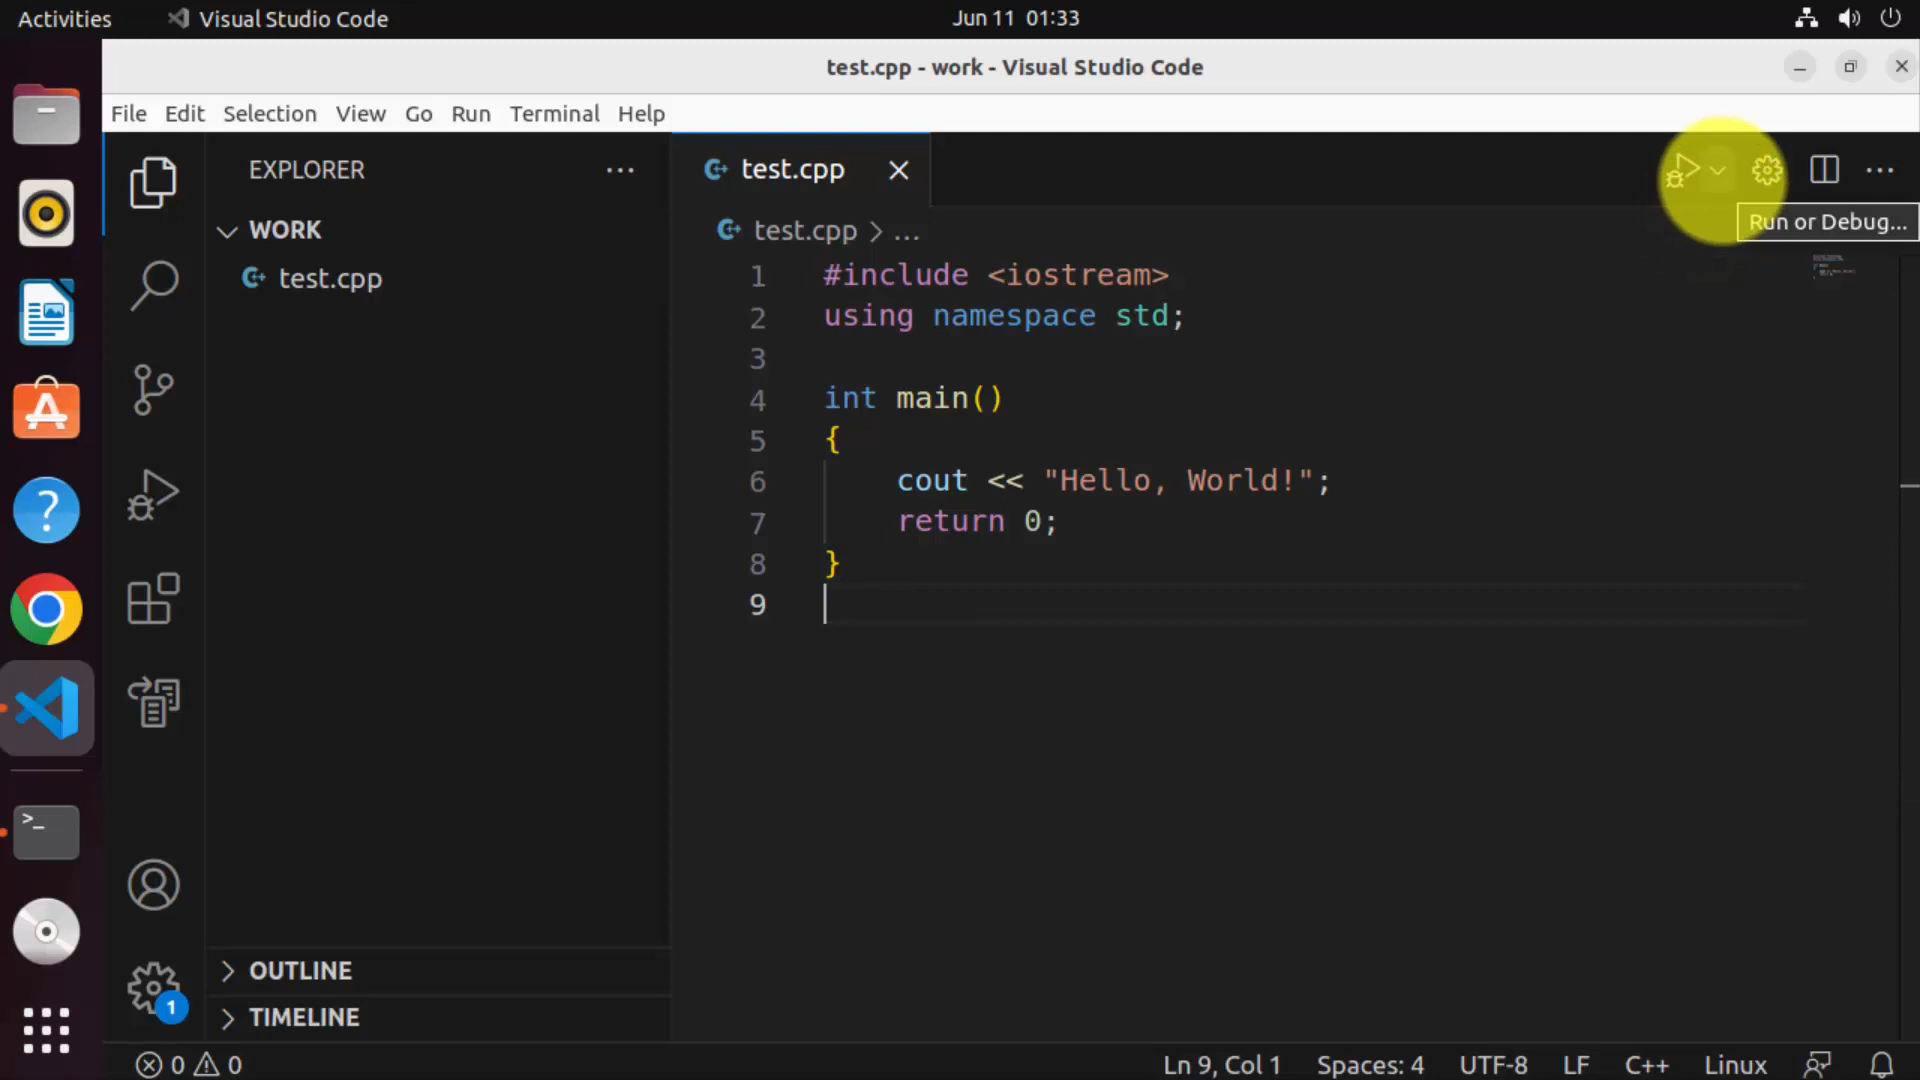 Activities Visual Studio Code Jun 11 01:33
test.cpp - work - Visual Studio Code
File Edit Selection View Go Run Terminal Help
EXPLORER
test.cpp
Run or Debug...
WORK
test.cpp
test.cpp > ...
1 #include <iostream>
2 using namespace std;
3
4 int main()
5 {
6 cout << "Hello, World!";
7 return 0;
8 }
9
OUTLINE
TIMELINE
1
0 0 Ln 9, Col 1 Spaces: 4 UTF-8 LF C++ Linux